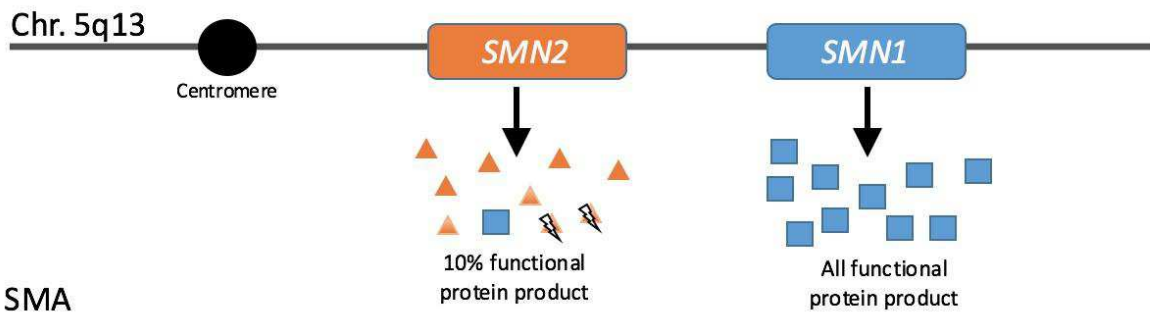 Chr. 5q13
SMN2
SMN1
Centromere
10% functional
protein product
All functional
protein product
SMA